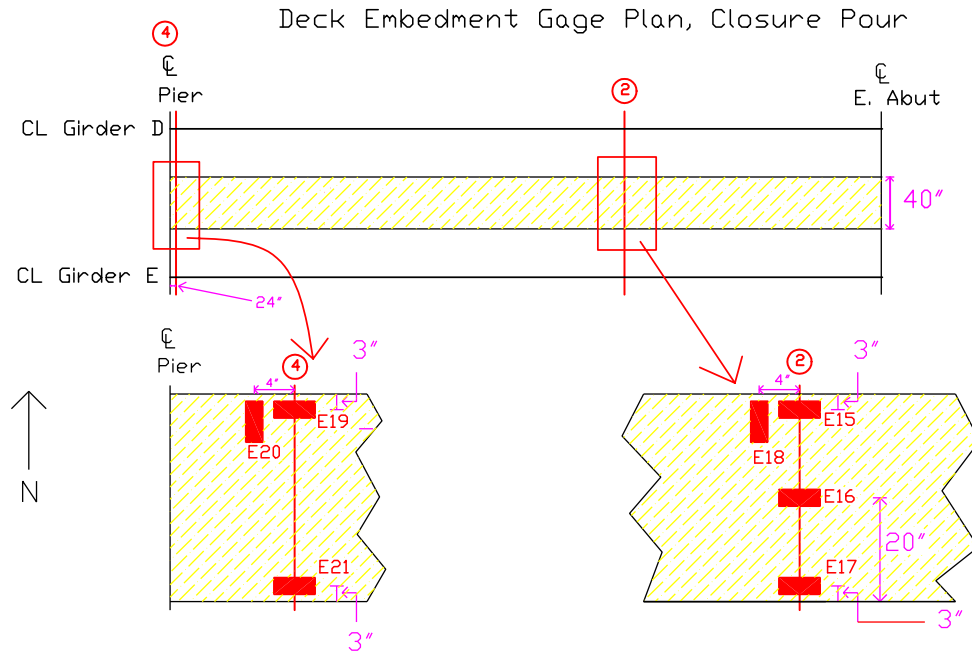 Deck Embedment Gage Plan, Closure Pour
4
℄
Pier
2
℄
E. Abut
CL Girder D
40"
CL Girder E
24"
℄
Pier
4
3"
4"
E19
E20
E21
3"
N
2
3"
4"
E15
E18
E16
20"
E17
3"